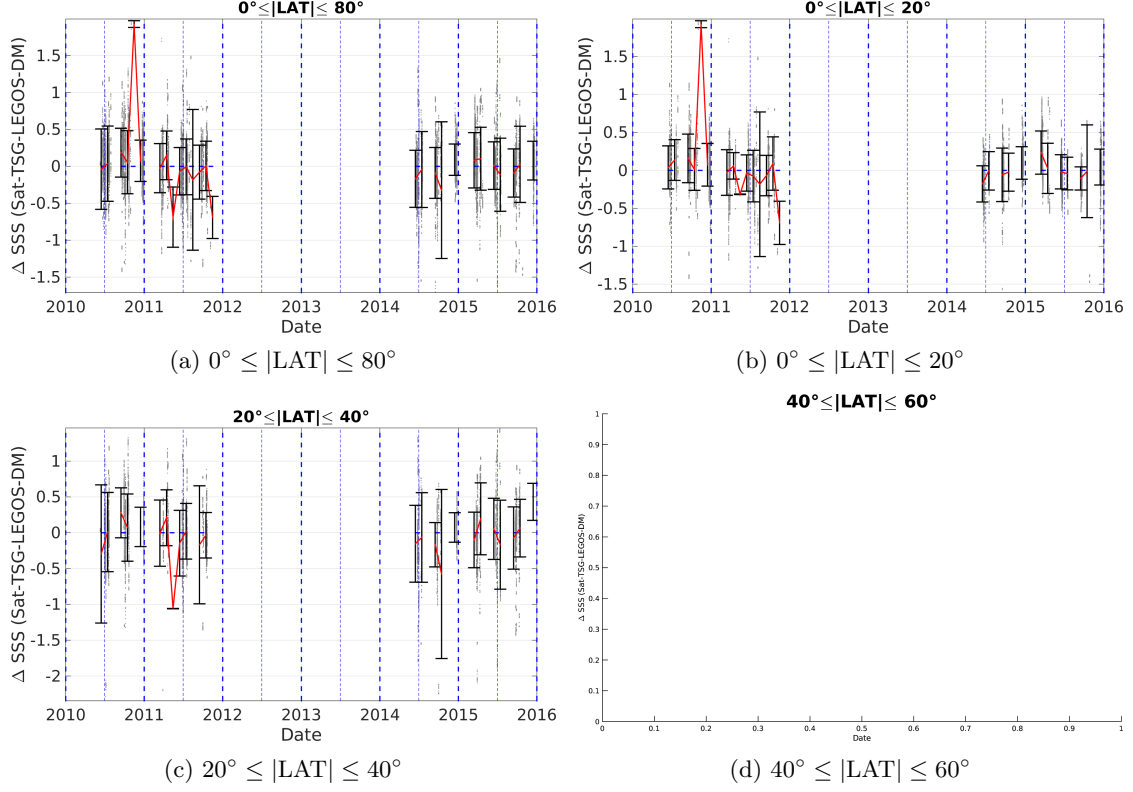 0°≤|LAT|≤ 80°
Δ SSS (Sat-TSG-LEGOS-DM)
1.5
1
0.5
0
-0.5
-1
-1.5
2010 2011 2012 2013 2014 2015 2016
Date
(a) 0° ≤ |LAT| ≤ 80°
0°≤|LAT|≤ 20°
Δ SSS (Sat-TSG-LEGOS-DM)
1.5
1
0.5
0
-0.5
-1
-1.5
2010 2011 2012 2013 2014 2015 2016
Date
(b) 0° ≤ |LAT| ≤ 20°
20°≤|LAT|≤ 40°
Δ SSS (Sat-TSG-LEGOS-DM)
1
0.5
0
-0.5
-1
-1.5
-2
2010 2011 2012 2013 2014 2015 2016
Date
(c) 20° ≤ |LAT| ≤ 40°
40°≤|LAT|≤ 60°
Δ SSS (Sat-TSG-LEGOS-DM)
1
0.9
0.8
0.7
0.6
0.5
0.4
0.3
0.2
0.1
0
0 0.1 0.2 0.3 0.4 0.5 0.6 0.7 0.8 0.9 1
Date
(d) 40° ≤ |LAT| ≤ 60°